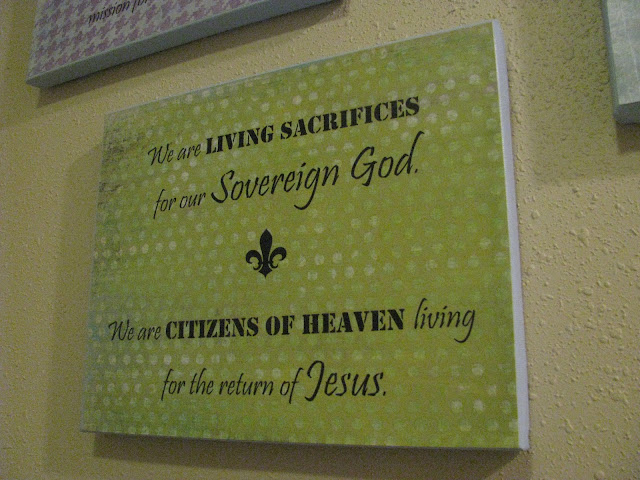 mission
We are LIVING SACRIFICES
for our Sovereign God.
We are CITIZENS OF HEAVEN living
for the return of Jesus.